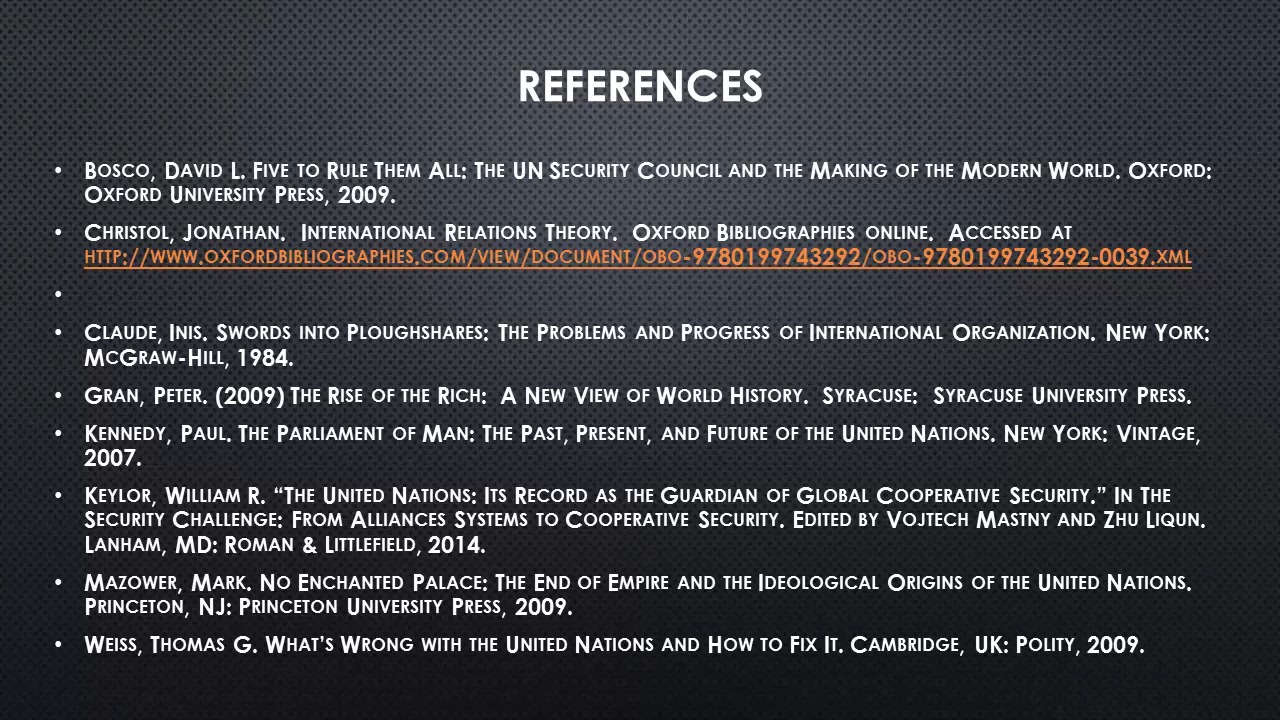 REFERENCES
• BOSCO, DAVID L. FIVE TO RULE THEM ALL: THE UN SECURITY COUNCIL AND THE MAKING OF THE MODERN WORLD. OXFORD:
OXFORD UNIVERSITY PRESS, 2009.
• CHRISTOL, JONATHAN. INTERNATIONAL RELATIONS THEORY. OXFORD BIBLIOGRAPHIES ONLINE. ACCESSED AT
HTTP://WWW.OXFORDBIBLIOGRAPHIES.COM/VIEW/DOCUMENT/OBO-9780199743292/OBO-9780199743292-0039.XML
•
• CLAUDE, INIS. SWORDS INTO PLOUGHSHARES: THE PROBLEMS AND PROGRESS OF INTERNATIONAL ORGANIZATION. NEW YORK:
MCGRAW-HILL, 1984.
• GRAN, PETER. (2009) THE RISE OF THE RICH: A NEW VIEW OF WORLD HISTORY. SYRACUSE: SYRACUSE UNIVERSITY PRESS.
• KENNEDY, PAUL. THE PARLIAMENT OF MAN: THE PAST, PRESENT, AND FUTURE OF THE UNITED NATIONS. NEW YORK: VINTAGE,
2007.
• KEYLOR, WILLIAM R. “THE UNITED NATIONS: ITS RECORD AS THE GUARDIAN OF GLOBAL COOPERATIVE SECURITY.” IN THE
SECURITY CHALLENGE: FROM ALLIANCES SYSTEMS TO COOPERATIVE SECURITY. EDITED BY VOJTECH MASTNY AND ZHU LIQUN.
LANHAM, MD: ROMAN & LITTLEFIELD, 2014.
• MAZOWER, MARK. NO ENCHANTED PALACE: THE END OF EMPIRE AND THE IDEOLOGICAL ORIGINS OF THE UNITED NATIONS.
PRINCETON, NJ: PRINCETON UNIVERSITY PRESS, 2009.
• WEISS, THOMAS G. WHAT’S WRONG WITH THE UNITED NATIONS AND HOW TO FIX IT. CAMBRIDGE, UK: POLITY, 2009.